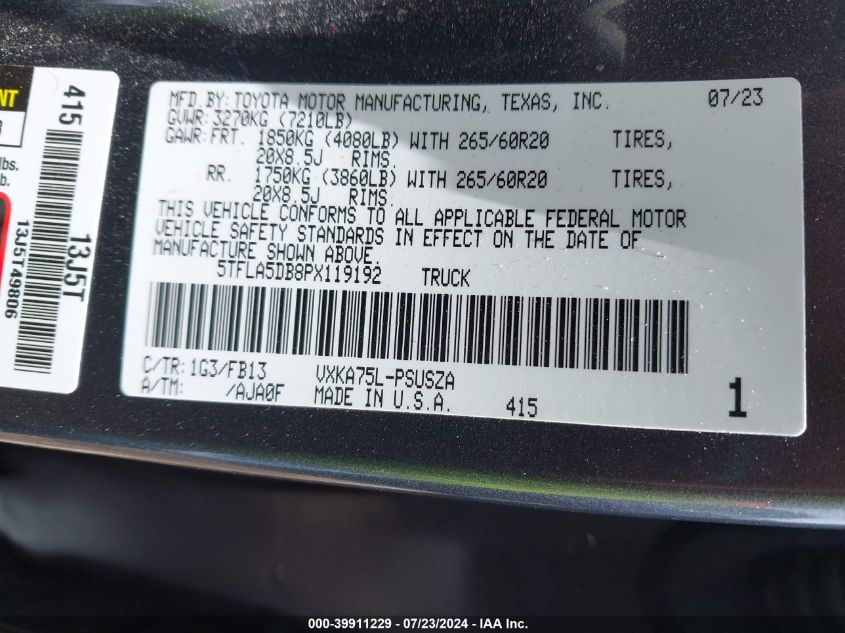 NT
lbs.
b.
415
13J5T
13J5T49806
MFD.BY: TOYOTA MOTOR MANUFACTURING, TEXAS, INC. 07/23
GVWR: 3270KG (7210LB)
GAWR: FRT. 1850KG (4080LB) WITH 265/60R20 TIRES,
20X8.5J RIMS.
RR. 1750KG (3860LB) WITH 265/60R20 TIRES,
20X8.5J RIMS.
THIS VEHICLE CONFORMS TO ALL APPLICABLE FEDERAL MOTOR
VEHICLE SAFETY STANDARDS IN EFFECT ON THE DATE OF
MANUFACTURE SHOWN ABOVE.
5TFLA5DB8PX119192 TRUCK
C/TR: 1G3/FB13 VXKA75L-PSUSZA
A/TM: /AJA0F MADE IN U.S.A. 415 1
000-39911229 - 07/23/2024 - IAA Inc.